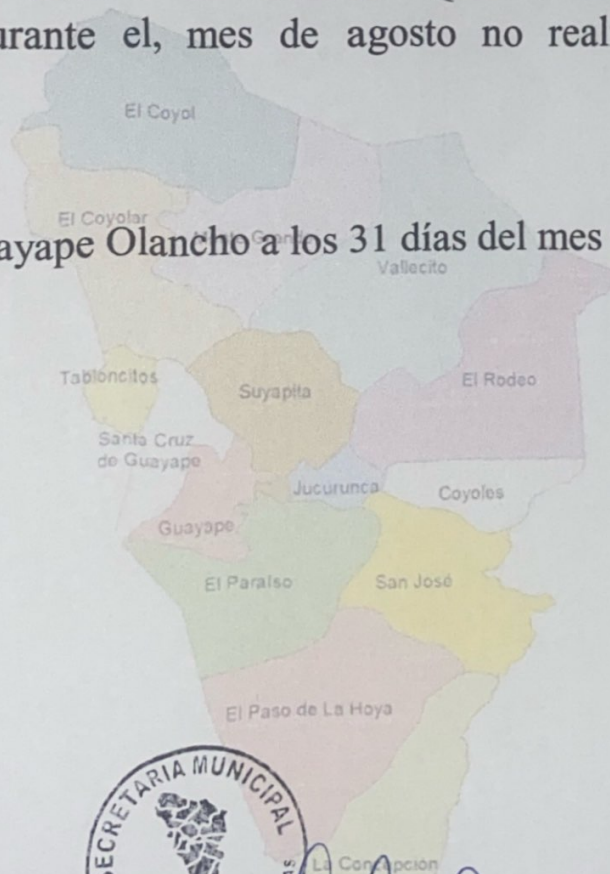 urante el, mes de agosto no real
El Coyol
El Coyolar
ayape Olancho a los 31 días del mes
Vallecito
Tabloncitos
Suyapita
El Rodeo
Santa Cruz
de Guayape
Jucurunca
Coyoles
Guayape
El Paraíso
San José
El Paso de La Hoya
SECRETARIA MUNICIPAL
La Concepción